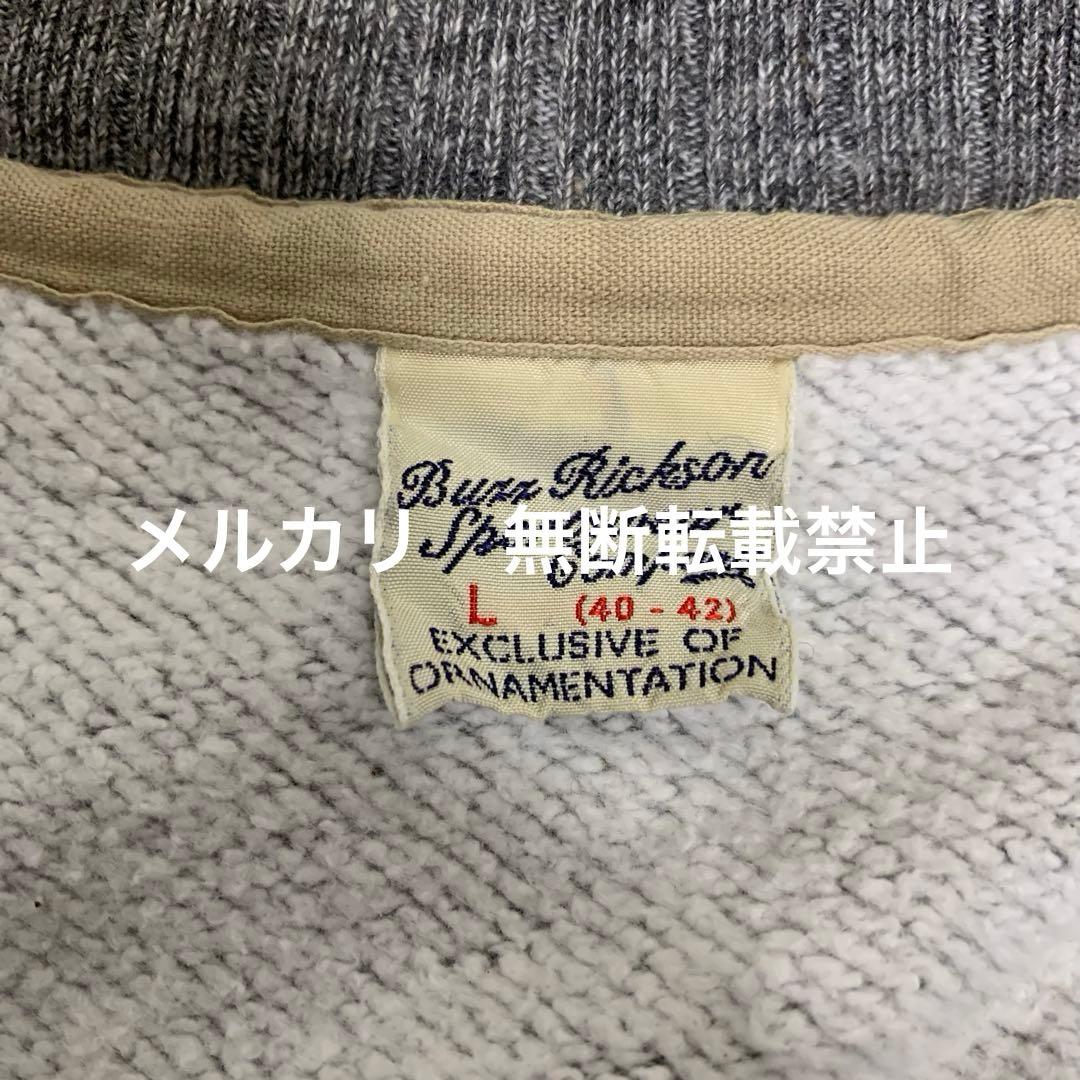 Buzz Rickson
メルカリ　無断転載禁止
L (40 - 42)
EXCLUSIVE OF
ORNAMENTATION